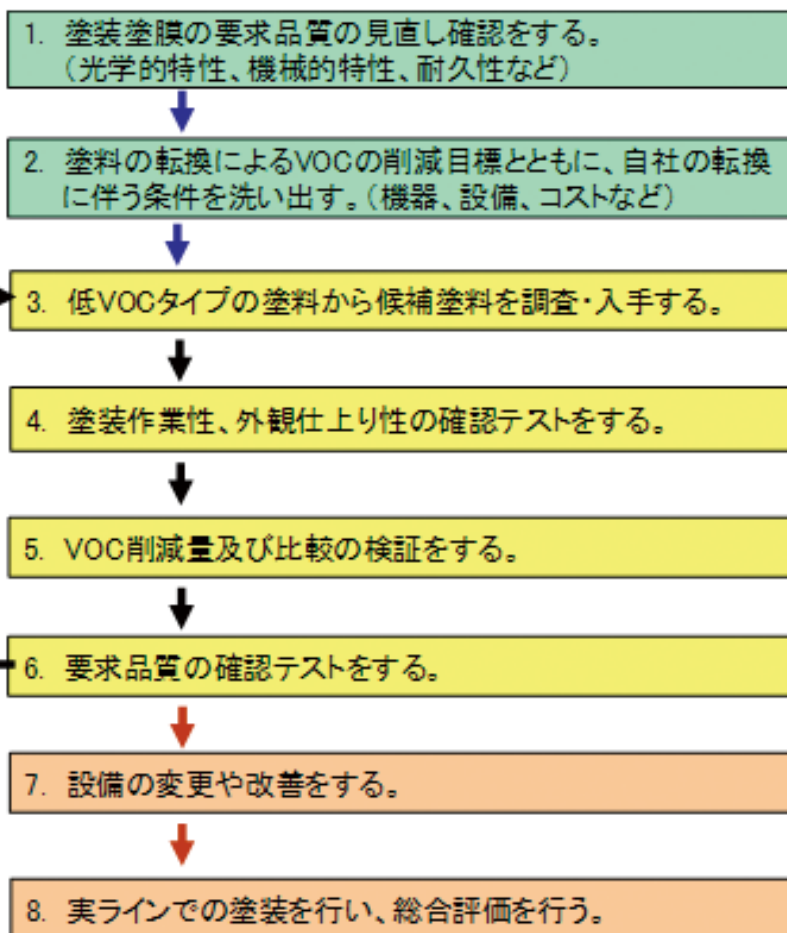 1. 塗装塗膜の要求品質の見直し確認をする。
(光学的特性、機械的特性、耐久性など)
2. 塗料の転換によるVOCの削減目標とともに、自社の転換
に伴う条件を洗い出す。(機器、設備、コストなど)
3. 低VOCタイプの塗料から候補塗料を調査・入手する。
4. 塗装作業性、外観仕上り性の確認テストをする。
5. VOC削減量及び比較の検証をする。
6. 要求品質の確認テストをする。
7. 設備の変更や改善をする。
8. 実ラインでの塗装を行い、総合評価を行う。